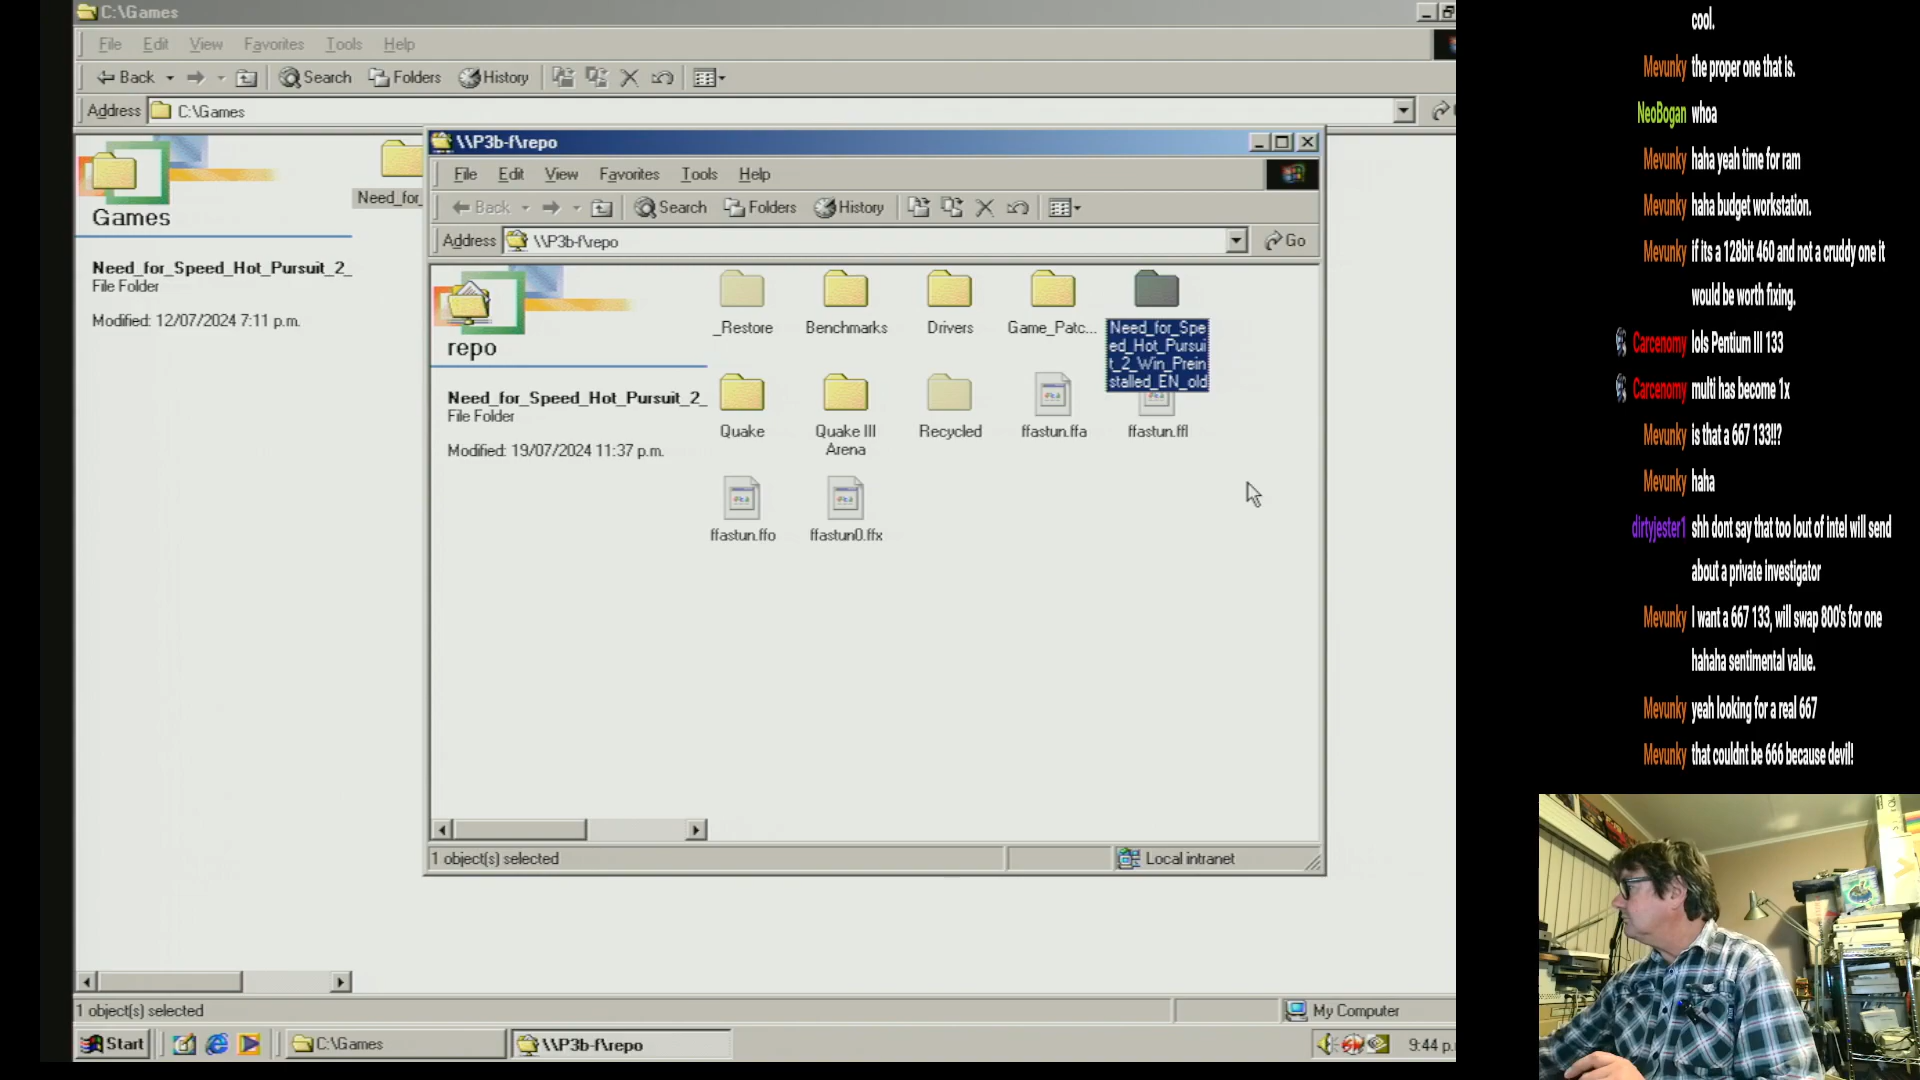 C:\Games
File Edit View Favorites Tools Help
Back Search Folders History
Address C:\Games
Games
Need_for_Speed_Hot_Pursuit_2_
File Folder
Modified: 12/07/2024 7:11 p.m.
Need_for_
\\P3b-f\repo
File Edit View Favorites Tools Help
Back Search Folders History
Address \\P3b-f\repo Go
repo
Need_for_Speed_Hot_Pursuit_2_
File Folder
Modified: 19/07/2024 11:37 p.m.
_Restore Benchmarks Drivers Game_Patc...
Need_for_Spe
ed_Hot_Pursui
t_2_Win_Prein
stalled_EN_old
Quake Quake III Recycled ffastun.ffa ffastun.ffl
Arena
ffastun.ffo ffastun0.ffx
1 object(s) selected Local intranet
1 object(s) selected My Computer
Start C:\Games \\P3b-f\repo 9:44 p.
cool.
Mevunky the proper one that is.
NeoBogan whoa
Mevunky haha yeah time for ram
Mevunky haha budget workstation.
Mevunky if its a 128bit 460 and not a cruddy one it
would be worth fixing.
Carcenomy lols Pentium III 133
Carcenomy multi has become 1x
Mevunky is that a 667 133!!?
Mevunky haha
dirtyjester1 shh dont say that too lout of intel will send
about a private investigator
Mevunky I want a 667 133, will swap 800's for one
hahaha sentimental value.
Mevunky yeah looking for a real 667
Mevunky that couldnt be 666 because devil!